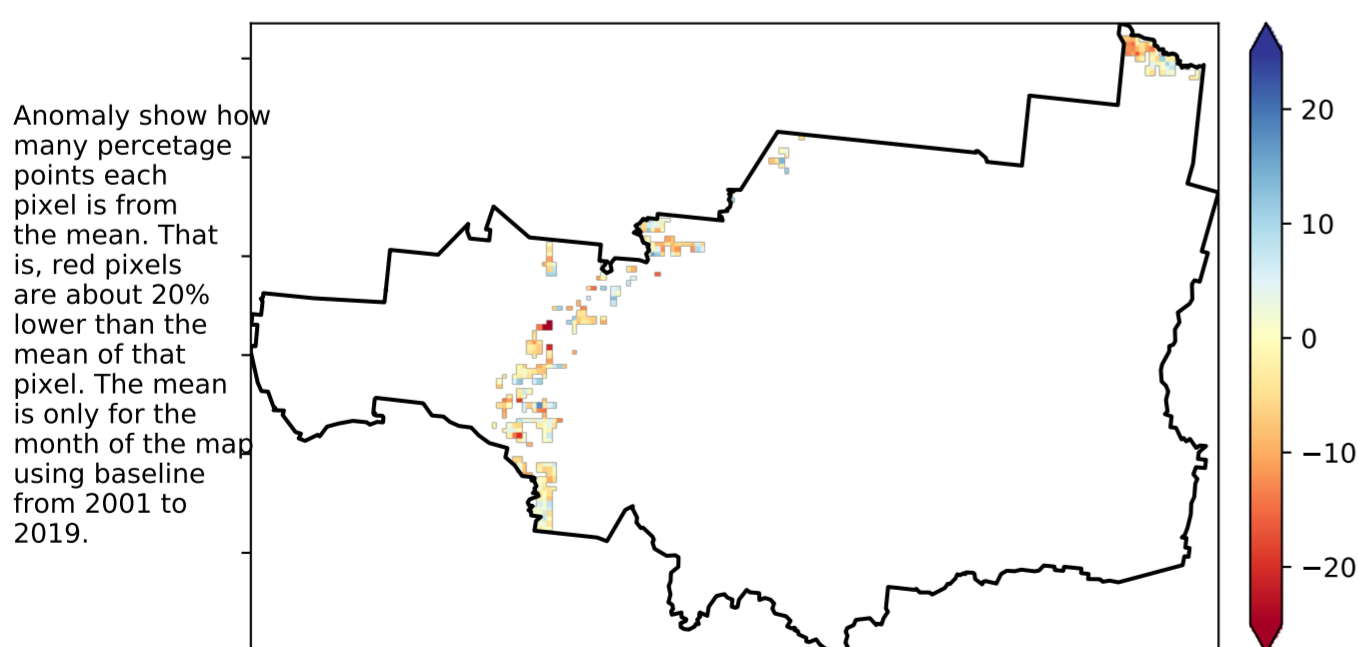 Anomaly show how
many percetage
points each
pixel is from
the mean. That
is, red pixels
are about 20%
lower than the
mean of that
pixel. The mean
is only for the
month of the map
using baseline
from 2001 to
2019.
20
10
0
−10
−20